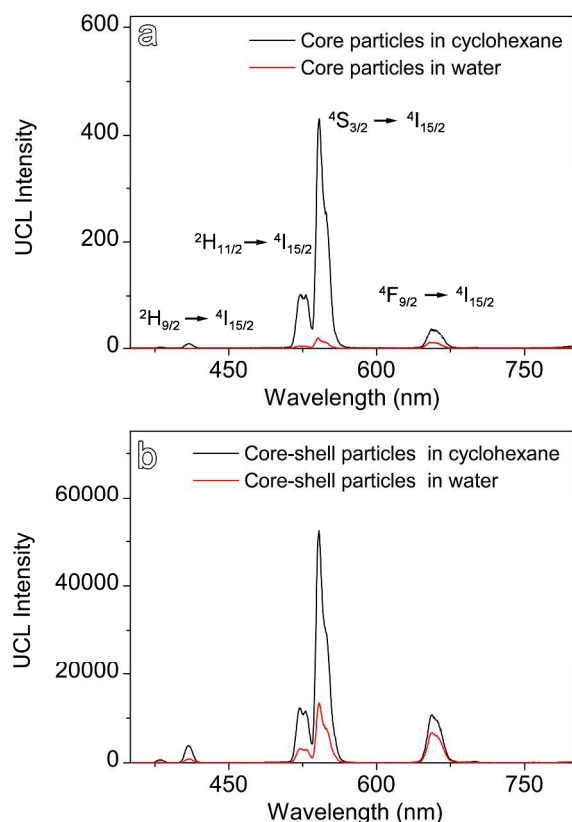 a
Core particles in cyclohexane
Core particles in water
⁴S₃/₂ → ⁴I₁₅/₂
²H₁₁/₂ → ⁴I₁₅/₂
⁴F₉/₂ → ⁴I₁₅/₂
²H₉/₂ → ⁴I₁₅/₂
600
400
200
0
UCL Intensity
450 600 750
Wavelength (nm)
b
Core-shell particles in cyclohexane
Core-shell particles in water
60000
40000
20000
0
UCL Intensity
450 600 750
Wavelength (nm)